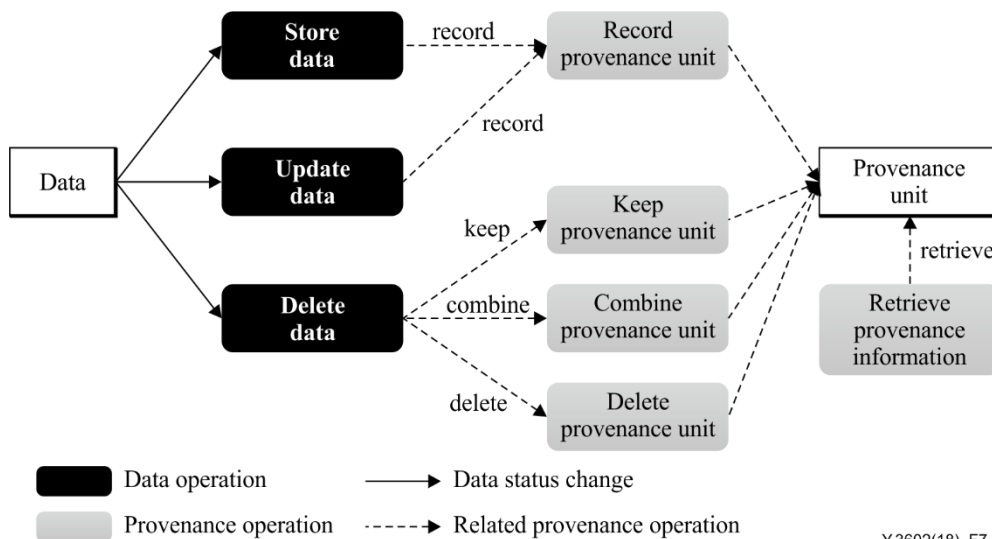 Store
data
record
Record
provenance unit
record
Data
Update
data
Provenance
unit
keep
Keep
provenance unit
retrieve
Delete
data
combine
Combine
provenance unit
Retrieve
provenance
information
delete
Delete
provenance unit
Data operation
Data status change
Provenance operation
Related provenance operation